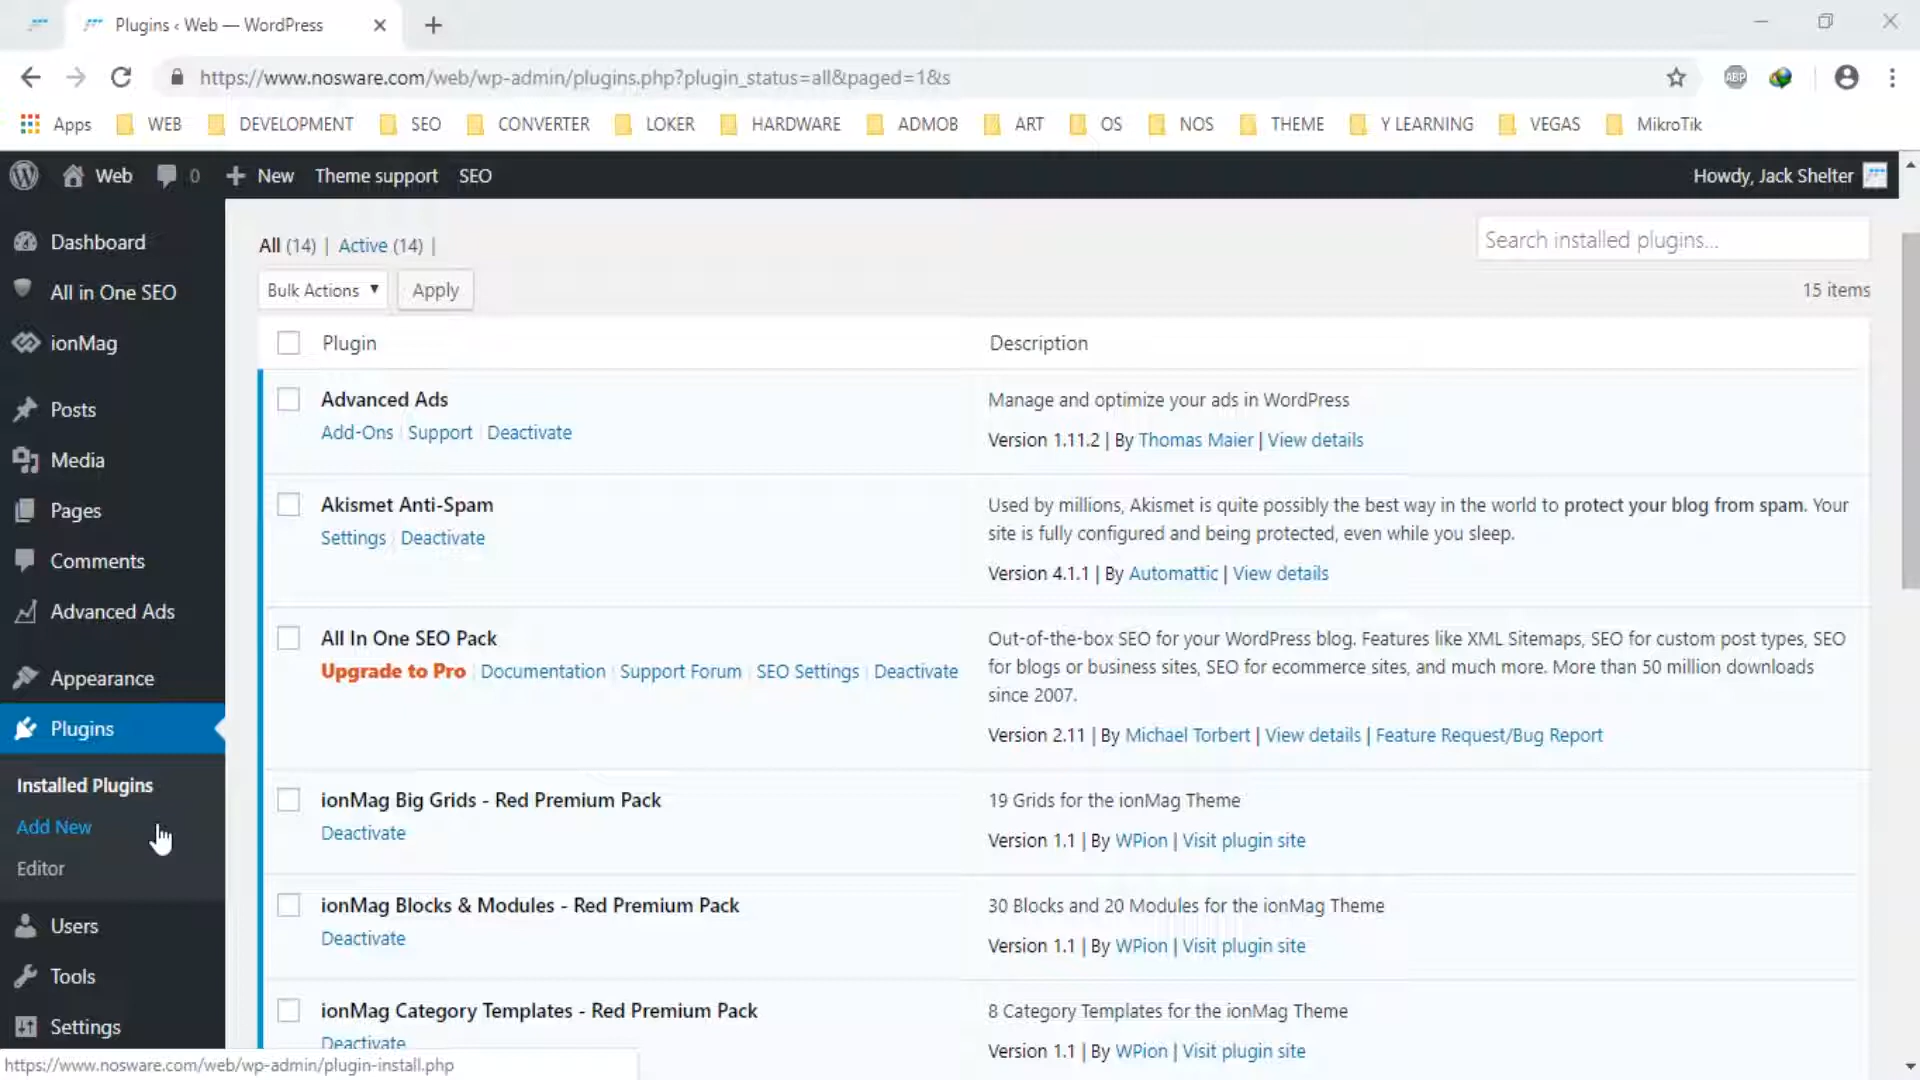 Plugins ‹ Web — WordPress
https://www.nosware.com/web/wp-admin/plugins.php?plugin_status=all&paged=1&s
ABP
Apps WEB DEVELOPMENT SEO CONVERTER LOKER HARDWARE ADMOB ART OS NOS THEME Y LEARNING VEGAS MikroTik
Web 0 + New Theme support SEO Howdy, Jack Shelter
Dashboard
All in One SEO
ionMag
Posts
Media
Pages
Comments
Advanced Ads
Appearance
Plugins
Installed Plugins
Add New
Editor
Users
Tools
Settings
All (14) | Active (14) |
Search installed plugins...
Bulk Actions Apply
15 items
Plugin Description
Advanced Ads
Add-Ons | Support | Deactivate
Manage and optimize your ads in WordPress
Version 1.11.2 | By Thomas Maier | View details
Akismet Anti-Spam
Settings | Deactivate
Used by millions, Akismet is quite possibly the best way in the world to protect your blog from spam. Your
site is fully configured and being protected, even while you sleep.
Version 4.1.1 | By Automattic | View details
All In One SEO Pack
Upgrade to Pro | Documentation | Support Forum | SEO Settings | Deactivate
Out-of-the-box SEO for your WordPress blog. Features like XML Sitemaps, SEO for custom post types, SEO
for blogs or business sites, SEO for ecommerce sites, and much more. More than 50 million downloads
since 2007.
Version 2.11 | By Michael Torbert | View details | Feature Request/Bug Report
ionMag Big Grids - Red Premium Pack
Deactivate
19 Grids for the ionMag Theme
Version 1.1 | By WPion | Visit plugin site
ionMag Blocks & Modules - Red Premium Pack
Deactivate
30 Blocks and 20 Modules for the ionMag Theme
Version 1.1 | By WPion | Visit plugin site
ionMag Category Templates - Red Premium Pack
Deactivate
8 Category Templates for the ionMag Theme
Version 1.1 | By WPion | Visit plugin site
https://www.nosware.com/web/wp-admin/plugin-install.php